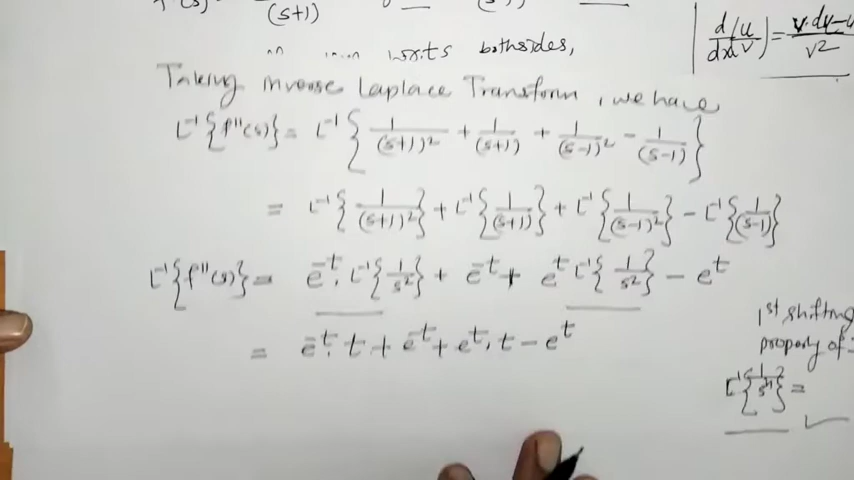 (s+1)
d/dx(u/v) = v.du-u
v²
writs bothsides,
Taking inverse Laplace Transform, we have
L⁻¹{f''(s)} = L⁻¹{1/(s+1)² + 1/(s+1) + 1/(s-1)² - 1/(s-1)}
= L⁻¹{1/(s+1)²} + L⁻¹{1/(s+1)} + L⁻¹{1/(s-1)²} - L⁻¹{1/(s-1)}
L⁻¹{f''(s)} = e⁻ᵗ. L⁻¹{1/s²} + e⁻ᵗ + eᵗ L⁻¹{1/s²} - eᵗ
= e⁻ᵗ. t + e⁻ᵗ + eᵗ. t - eᵗ
1st shifting
property of
L⁻¹{1/sⁿ} =